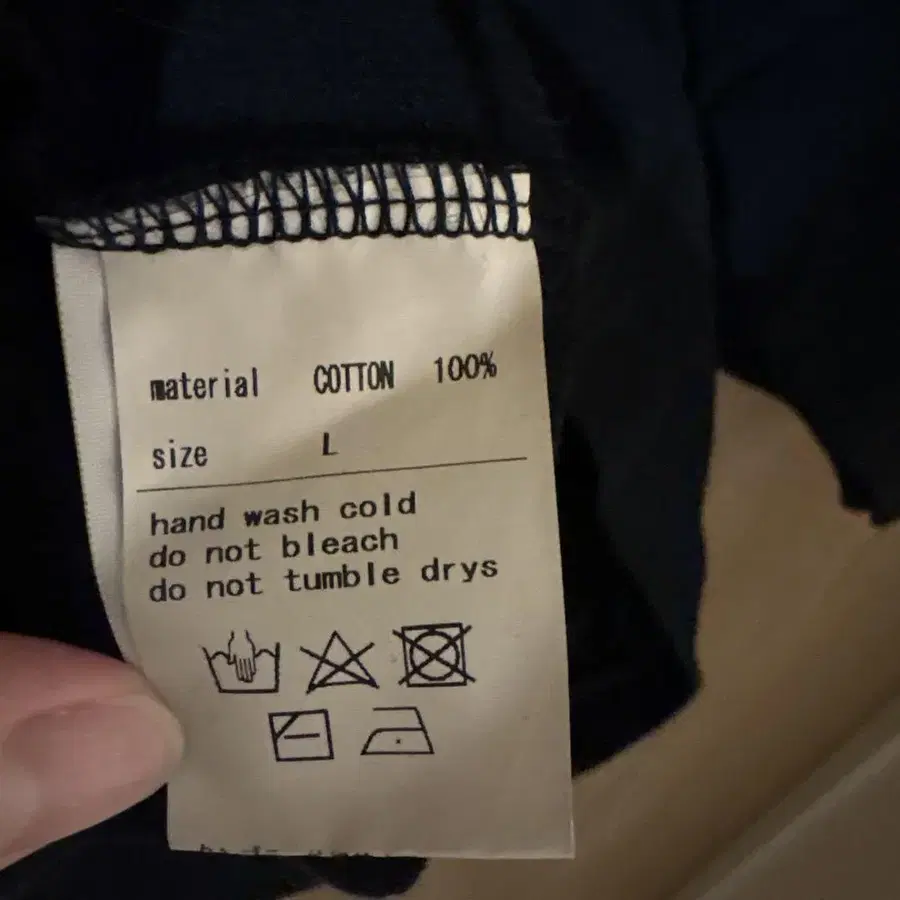 material COTTON 100%
size L
hand wash cold
do not bleach
do not tumble drys